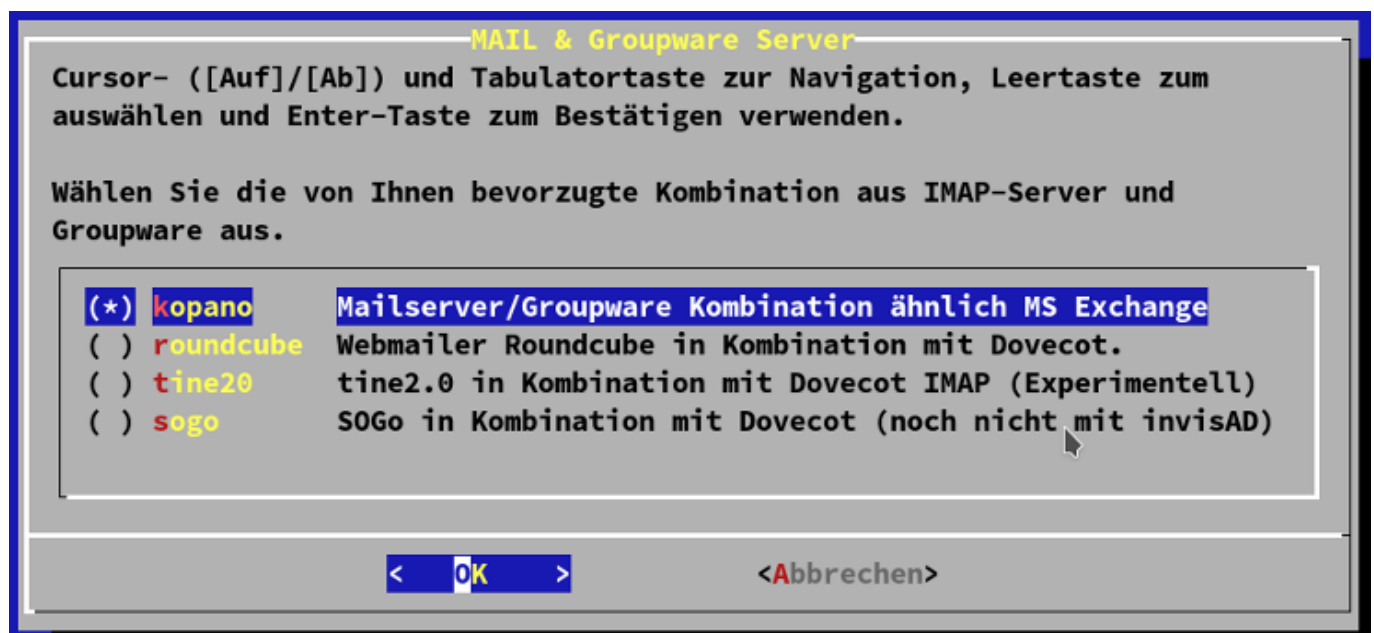 MAIL & Groupware Server
Cursor- ([Auf]/[Ab]) und Tabulatortaste zur Navigation, Leertaste zum
auswählen und Enter-Taste zum Bestätigen verwenden.
Wählen Sie die von Ihnen bevorzugte Kombination aus IMAP-Server und
Groupware aus.
(*) kopano Mailserver/Groupware Kombination ähnlich MS Exchange
( ) roundcube Webmailer Roundcube in Kombination mit Dovecot.
( ) tine20 tine2.0 in Kombination mit Dovecot IMAP (Experimentell)
( ) sogo SOGo in Kombination mit Dovecot (noch nicht mit invisAD)
< OK > <Abbrechen>